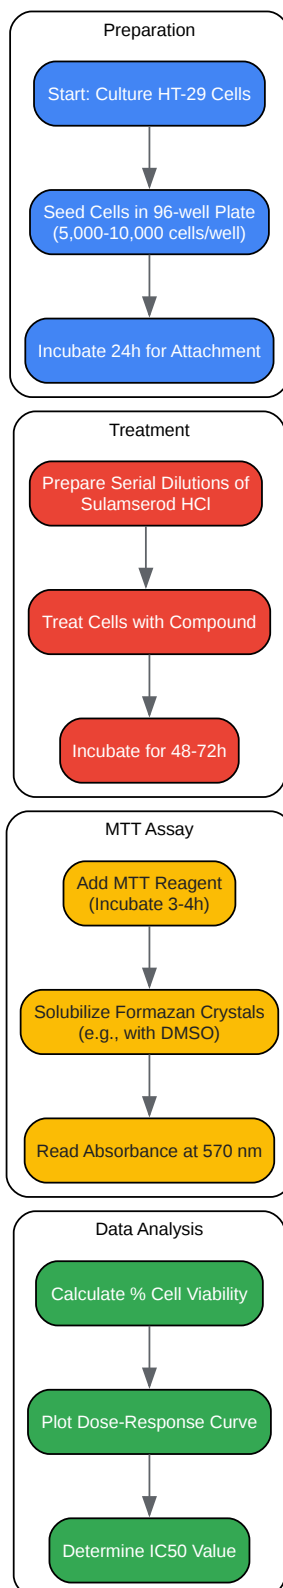 Preparation
Start: Culture HT-29 Cells
Seed Cells in 96-well Plate
(5,000-10,000 cells/well)
Incubate 24h for Attachment
Treatment
Prepare Serial Dilutions of
Sulamserod HCl
Treat Cells with Compound
Incubate for 48-72h
MTT Assay
Add MTT Reagent
(Incubate 3-4h)
Solubilize Formazan Crystals
(e.g., with DMSO)
Read Absorbance at 570 nm
Data Analysis
Calculate % Cell Viability
Plot Dose-Response Curve
Determine IC50 Value